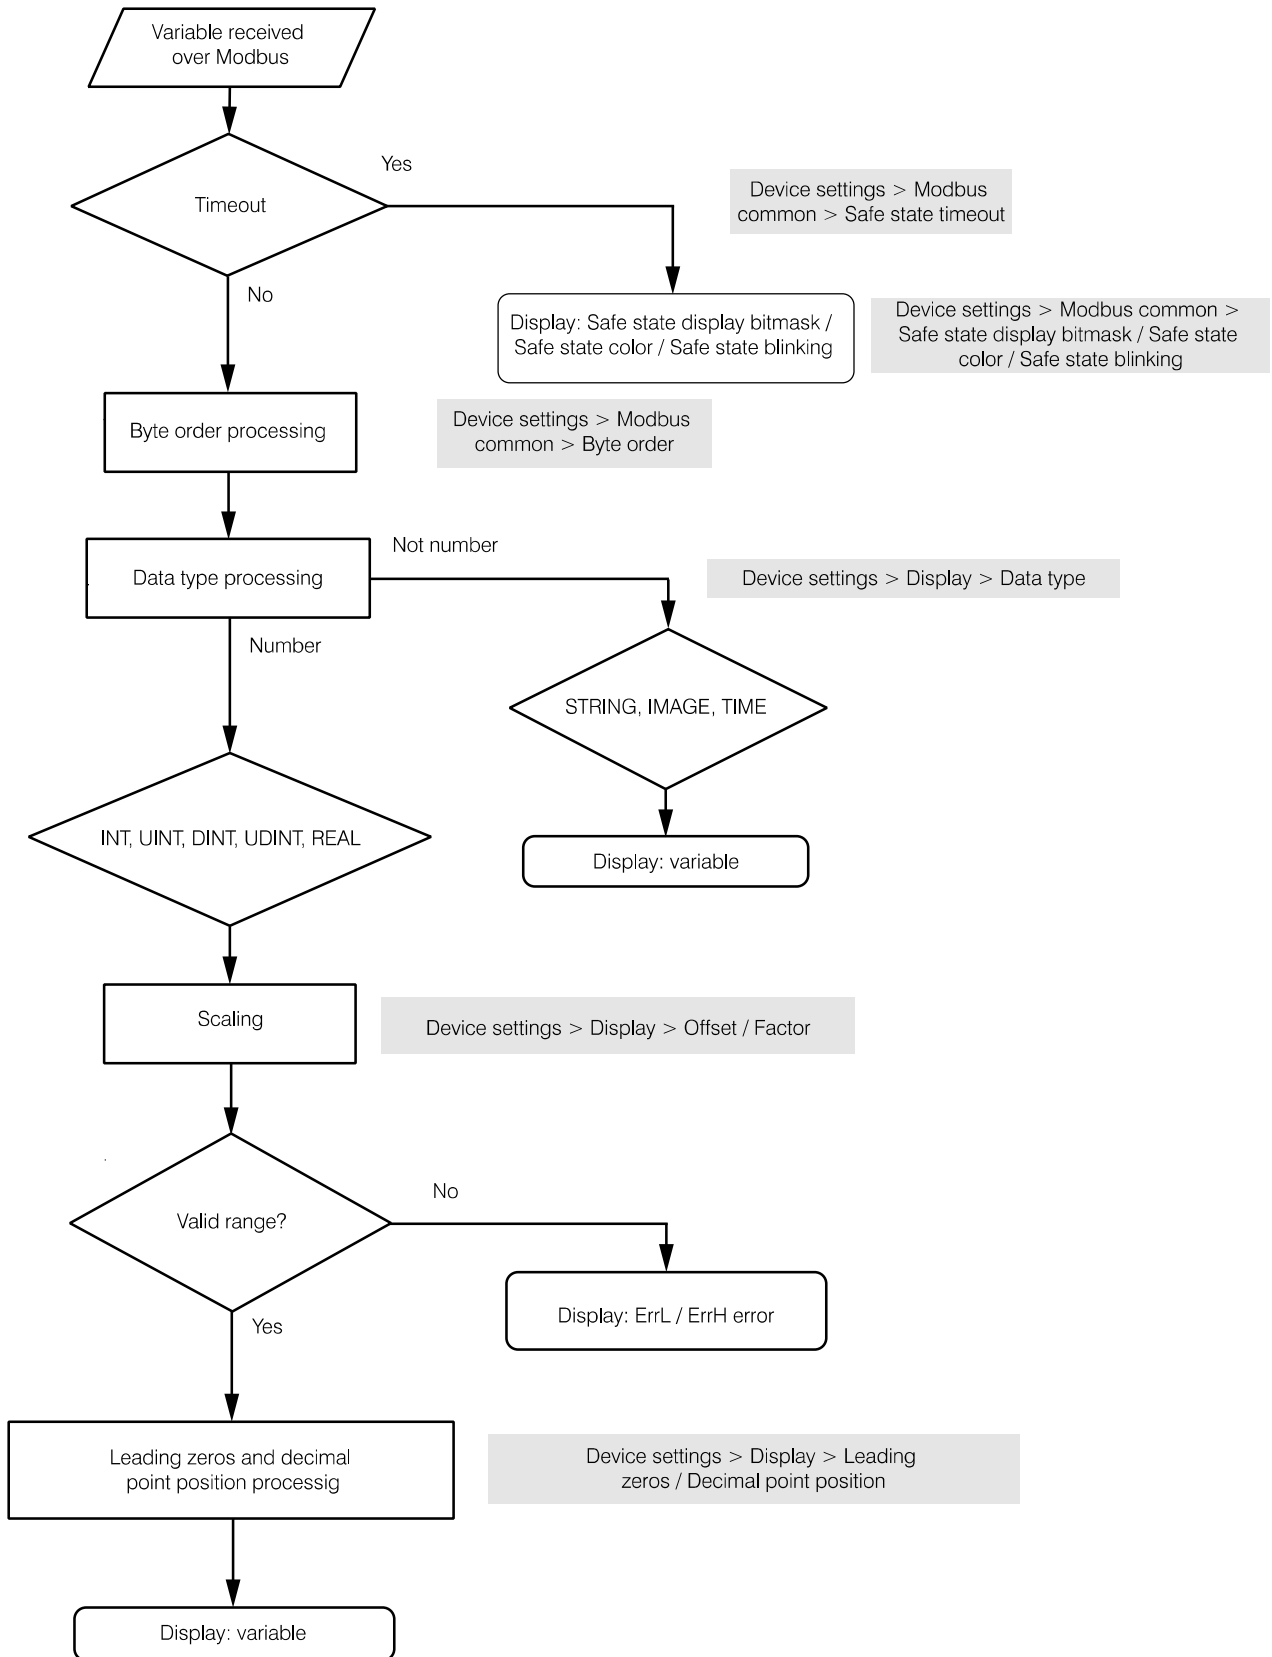 Variable received
over Modbus
Timeout
Yes
Device settings > Modbus
common > Safe state timeout
No
Display: Safe state display bitmask /
Safe state color / Safe state blinking
Device settings > Modbus common >
Safe state display bitmask / Safe state
color / Safe state blinking
Byte order processing
Device settings > Modbus
common > Byte order
Data type processing
Not number
Device settings > Display > Data type
Number
STRING, IMAGE, TIME
INT, UINT, DINT, UDINT, REAL
Display: variable
Scaling
Device settings > Display > Offset / Factor
Valid range?
No
Display: ErrL / ErrH error
Yes
Leading zeros and decimal
point position processig
Device settings > Display > Leading
zeros / Decimal point position
Display: variable